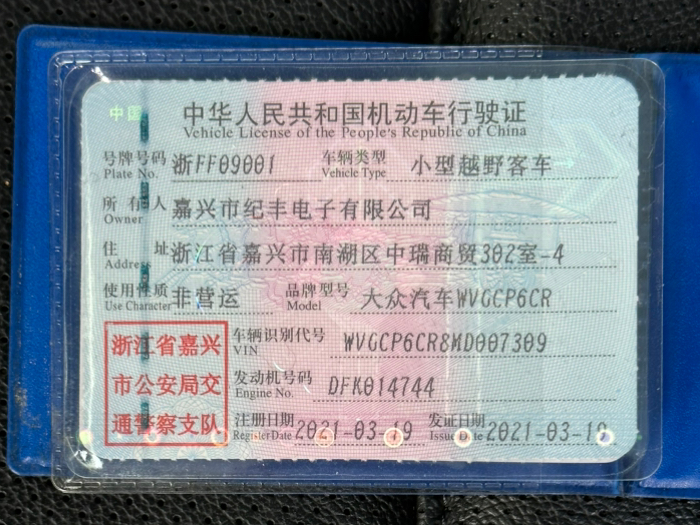 中国
中华人民共和国机动车行驶证
Vehicle License of the People's Republic of China
号牌号码 浙FF09001 车辆类型 小型越野客车
Plate No. Vehicle Type
所有人 嘉兴市纪丰电子有限公司
Owner
住址 浙江省嘉兴市南湖区中瑞商贸302室-4
Address
使用性质 非营运 品牌型号 大众汽车WVGCP6CR
Use Character Model
浙江省嘉兴
市公安局交
通警察支队
车辆识别代号 WVGCP6CR8MD007309
VIN
发动机号码 DFK014744
Engine No.
注册日期 2021-03-19 发证日期 2021-03-19
Register Date Issue Date